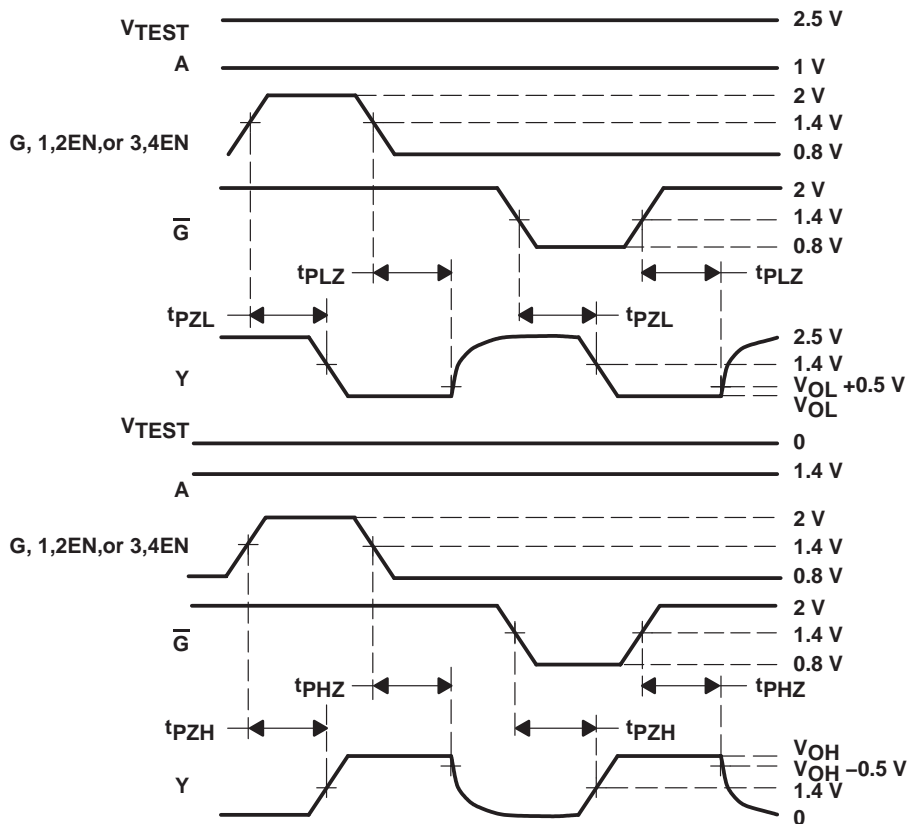 2.5 V
VTEST
A
1 V
2 V
G, 1,2EN,or 3,4EN
1.4 V
0.8 V
2 V
G
1.4 V
0.8 V
tPLZ
tPLZ
tPZL
tPZL
2.5 V
1.4 V
Y
VOL +0.5 V
VOL
VTEST
0
A
1.4 V
2 V
G, 1,2EN,or 3,4EN
1.4 V
0.8 V
2 V
G
1.4 V
0.8 V
tPHZ
tPHZ
tPZH
tPZH
VOH
VOH –0.5 V
Y
1.4 V
0